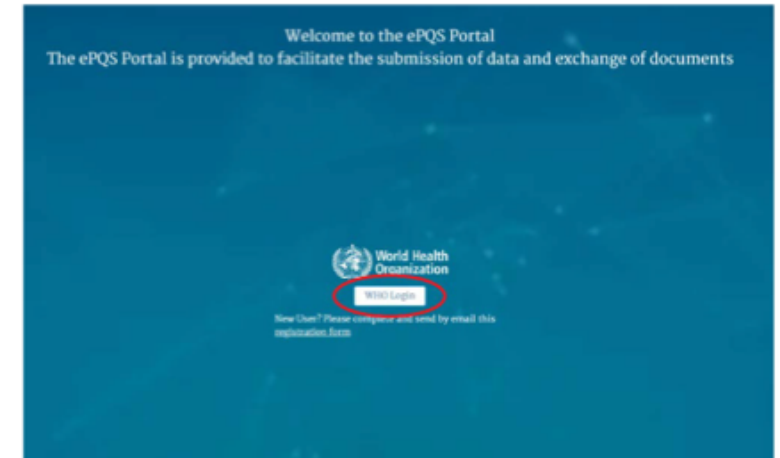 Welcome to the ePQS Portal
The ePQS Portal is provided to facilitate the submission of data and exchange of documents
World Health
Organization
WHO Login
New User? Please complete and send by email this
registration form